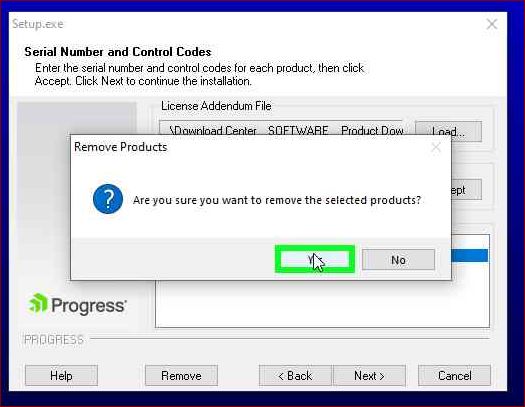 Setup.exe
Serial Number and Control Codes
Enter the serial number and control codes for each product, then click
Accept. Click Next to continue the installation.
License Addendum File
\Download Center SOFTWARE Product Dow
Load...
Remove Products
Are you sure you want to remove the selected products?
No
Progress
PROGRESS
Help
Remove
< Back
Next >
Cancel